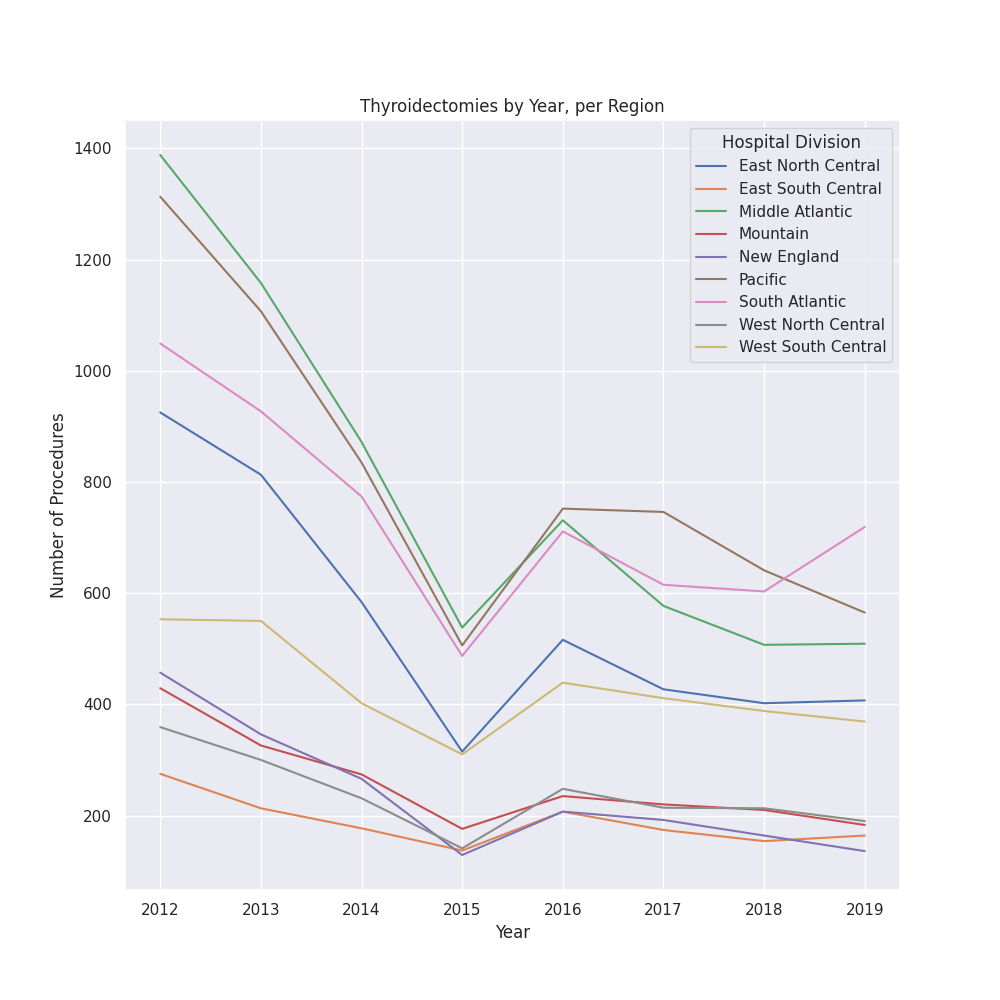 Thyroidectomies by Year, per Region
Hospital Division
East North Central
East South Central
Middle Atlantic
Mountain
New England
Pacific
South Atlantic
West North Central
West South Central
Number of Procedures
1400
1200
1000
800
600
400
200
2012 2013 2014 2015 2016 2017 2018 2019
Year